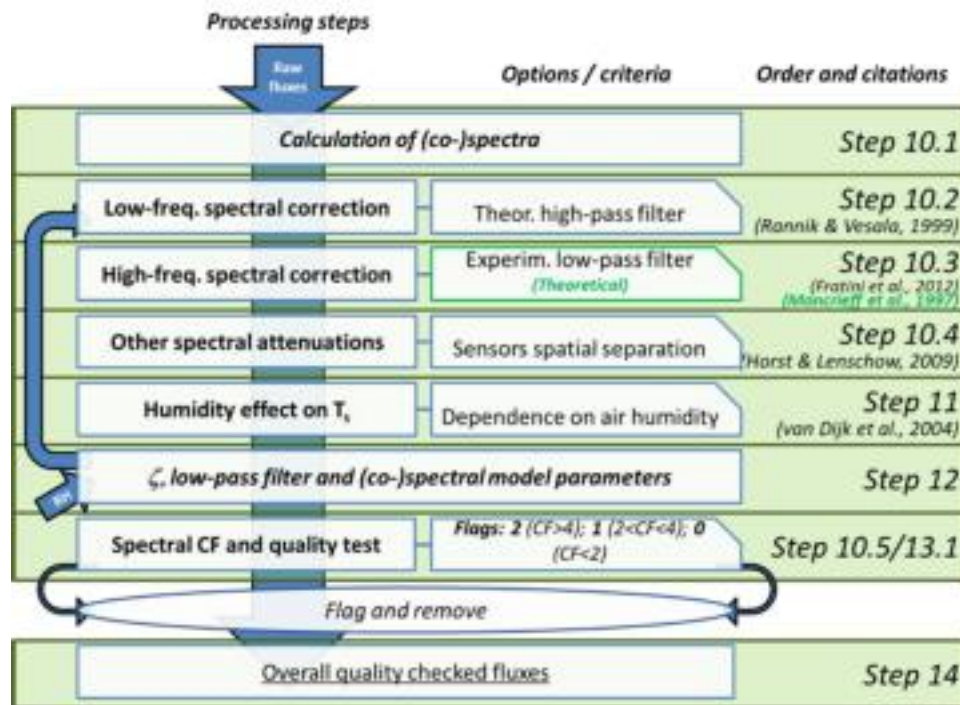 Processing steps
Raw
fluxes
Options / criteria
Order and citations
Calculation of (co-)spectra
Step 10.1
Low-freq. spectral correction
Theor. high-pass filter
Step 10.2
(Rannik & Vesala, 1999)
High-freq. spectral correction
Experim. low-pass filter
(Theoretical)
Step 10.3
(Fratini et al., 2012)
(Moncrieff et al., 1997)
Other spectral attenuations
Sensors spatial separation
Step 10.4
(Horst & Lenschow, 2009)
Humidity effect on Ts
Dependence on air humidity
Step 11
(van Dijk et al., 2004)
ζ, low-pass filter and (co-)spectral model parameters
Step 12
Spectral CF and quality test
Flags: 2 (CF>4); 1 (2<CF<4); 0
(CF<2)
Step 10.5/13.1
Flag and remove
Overall quality checked fluxes
Step 14